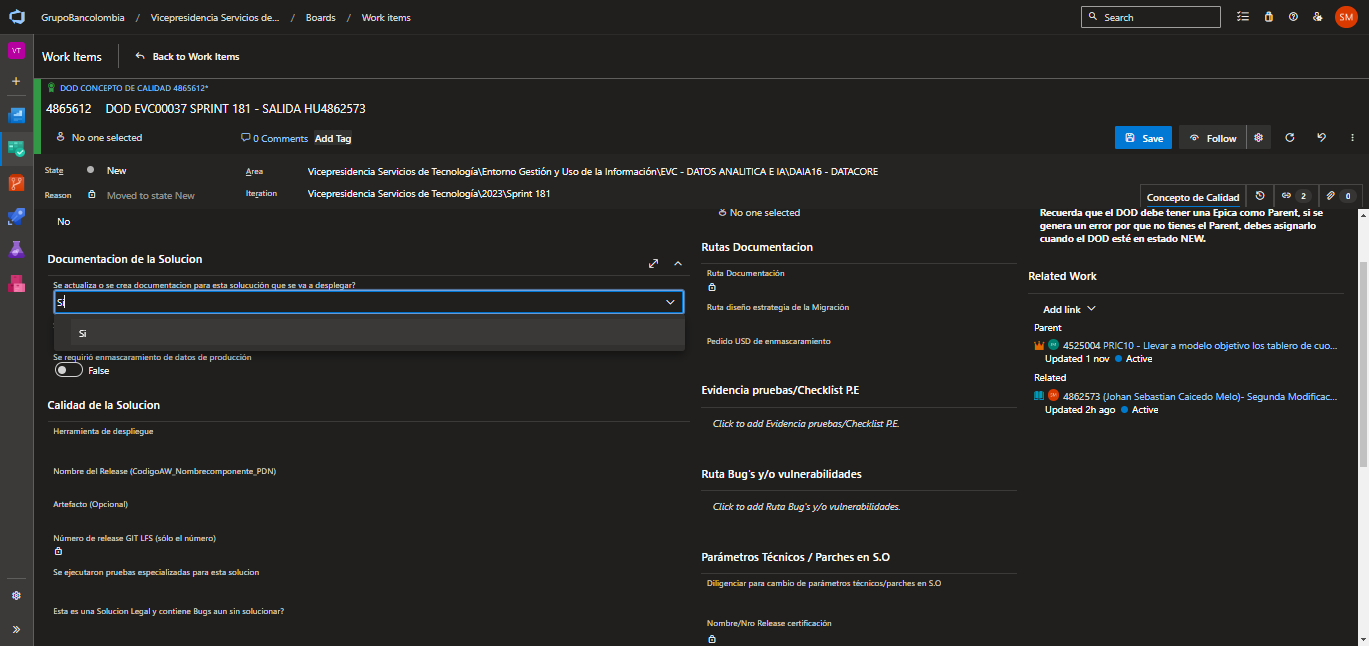 GrupoBancolombia / Vicepresidencia Servicios de... / Boards / Work items
Search
SM
VT
Work Items
Back to Work Items
DOD CONCEPTO DE CALIDAD 4865612*
4865612 DOD EVC00037 SPRINT 181 - SALIDA HU4862573
No one selected
0 Comments
Add Tag
Save
Follow
State
New
Area
Vicepresidencia Servicios de Tecnología\Entorno Gestión y Uso de la Información\EVC - DATOS ANALITICA E IA\DAIA16 - DATACORE
Reason
Moved to state New
Iteration
Vicepresidencia Servicios de Tecnología\2023\Sprint 181
Concepto de Calidad
2
0
No
Documentacion de la Solucion
Se actualiza o se crea documentacion para esta solucución que se va a desplegar?
Si
Si
Se requirió enmascaramiento de datos de producción
False
Calidad de la Solucion
Herramienta de despliegue
Nombre del Release (CodigoAW_Nombrecomponente_PDN)
Artefacto (Opcional)
Número de release GIT LFS (sólo el número)
Se ejecutaron pruebas especializadas para esta solucion
Esta es una Solucion Legal y contiene Bugs aun sin solucionar?
No one selected
Rutas Documentacion
Ruta Documentación
Ruta diseño estrategia de la Migración
Pedido USD de enmascaramiento
Evidencia pruebas/Checklist P.E
Click to add Evidencia pruebas/Checklist P.E.
Ruta Bug's y/o vulnerabilidades
Click to add Ruta Bug's y/o vulnerabilidades.
Parámetros Técnicos / Parches en S.O
Diligenciar para cambio de parámetros técnicos/parches en S.O
Nombre/Nro Release certificación
Recuerda que el DOD debe tener una Epica como Parent, si se
genera un error por que no tienes el Parent, debes asignarlo
cuando el DOD esté en estado NEW.
Related Work
Add link
Parent
4525004 PRIC10 - Llevar a modelo objetivo los tablero de cuo...
Updated 1 nov Active
Related
SM 4862573 (Johan Sebastian Caicedo Melo)- Segunda Modificac...
Updated 2h ago Active